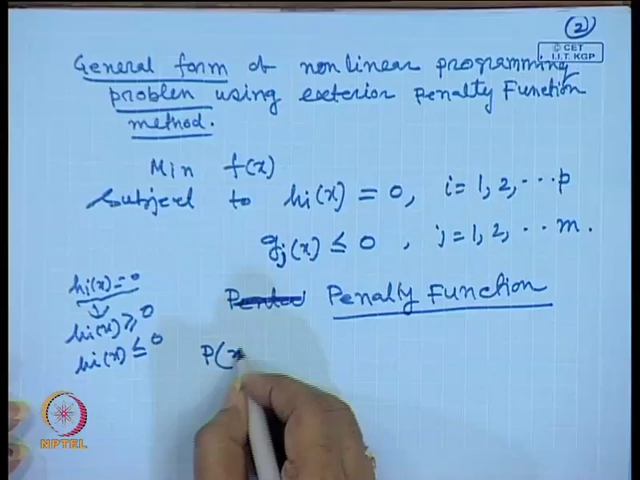 (2)
© CET
I.I.T. KGP
General form of nonlinear programming
problem using exterior penalty Function
method.
Min f(x)
Subject to hi(x) = 0, i = 1, 2, ... p
gj(x) ≤ 0, j = 1, 2, ... m.
hi(x) = 0
Penalty Function
hi(x) ≥ 0
hi(x) ≤ 0
P(x
NPTEL